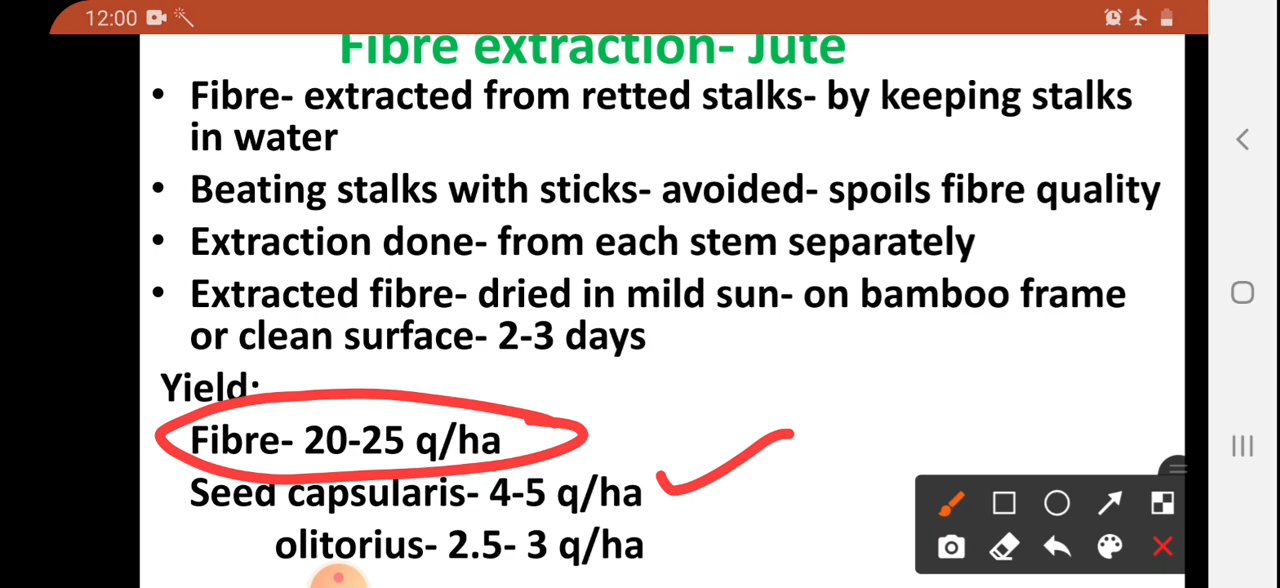 12:00
Fibre extraction- Jute
• Fibre- extracted from retted stalks- by keeping stalks
in water
• Beating stalks with sticks- avoided- spoils fibre quality
• Extraction done- from each stem separately
• Extracted fibre- dried in mild sun- on bamboo frame
or clean surface- 2-3 days
Yield:
Fibre- 20-25 q/ha
Seed capsularis- 4-5 q/ha
olitorius- 2.5- 3 q/ha